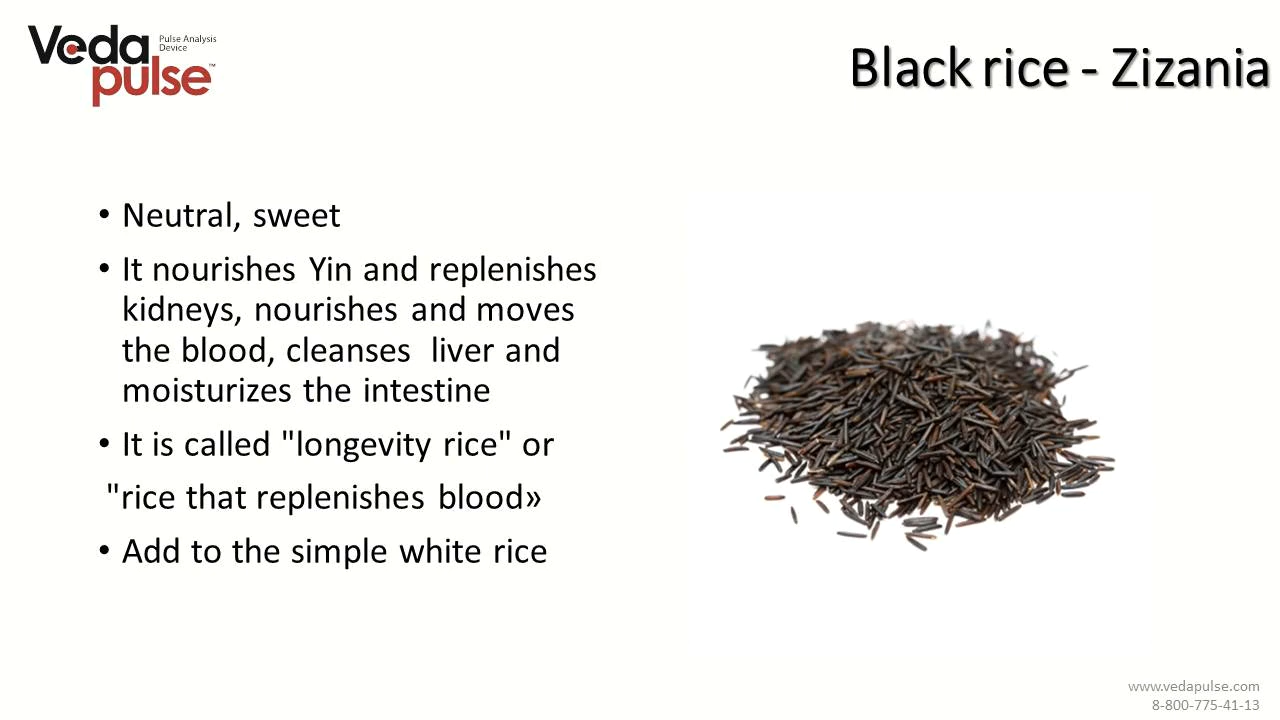 Veda
pulse™
Pulse Analysis
Device
Black rice - Zizania
• Neutral, sweet
• It nourishes Yin and replenishes
kidneys, nourishes and moves
the blood, cleanses liver and
moisturizes the intestine
• It is called "longevity rice" or
"rice that replenishes blood»
• Add to the simple white rice
www.vedapulse.com
8-800-775-41-13